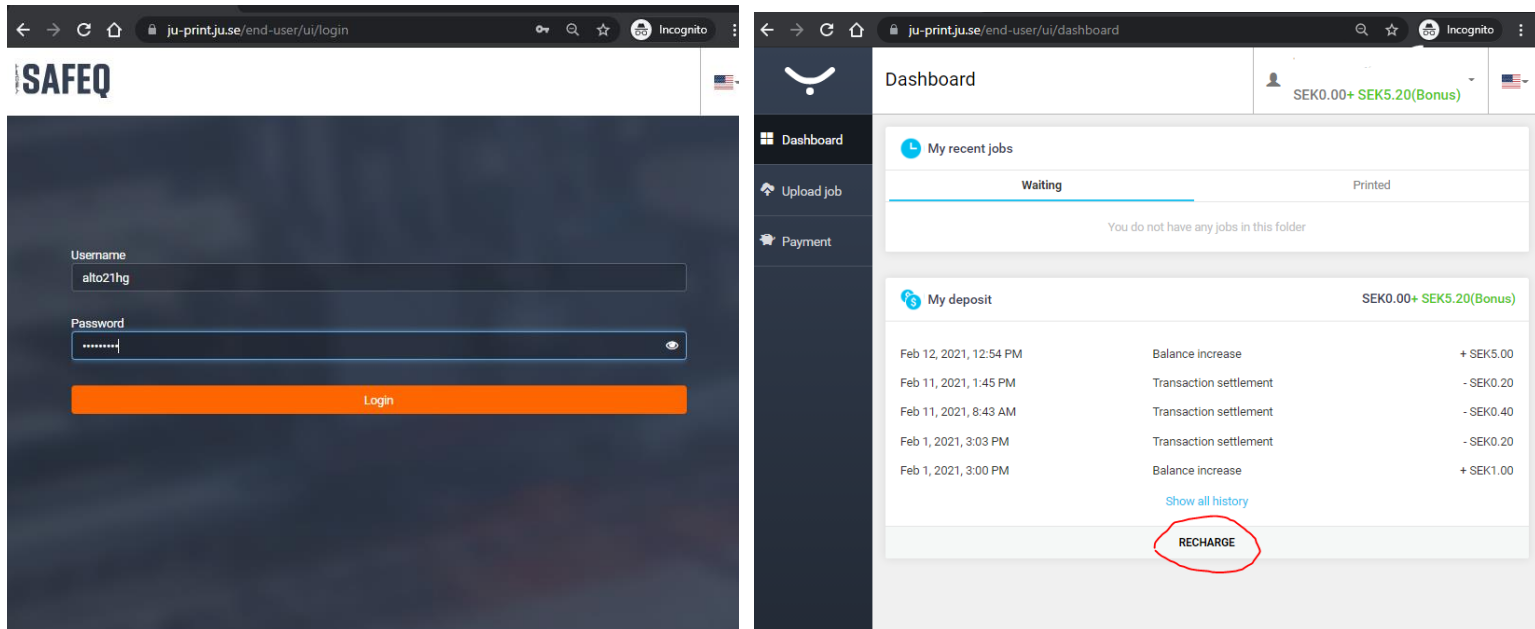 ju-print.ju.se/end-user/ui/login
Incognito
SAFEQ
Username
alto21hg
Password
•••••••••
Login
ju-print.ju.se/end-user/ui/dashboard
Incognito
Dashboard
SEK0.00+ SEK5.20(Bonus)
Dashboard
Upload job
Payment
My recent jobs
Waiting Printed
You do not have any jobs in this folder
My deposit SEK0.00+ SEK5.20(Bonus)
Feb 12, 2021, 12:54 PM Balance increase + SEK5.00
Feb 11, 2021, 1:45 PM Transaction settlement - SEK0.20
Feb 11, 2021, 8:43 AM Transaction settlement - SEK0.40
Feb 1, 2021, 3:03 PM Transaction settlement - SEK0.20
Feb 1, 2021, 3:00 PM Balance increase + SEK1.00
Show all history
RECHARGE